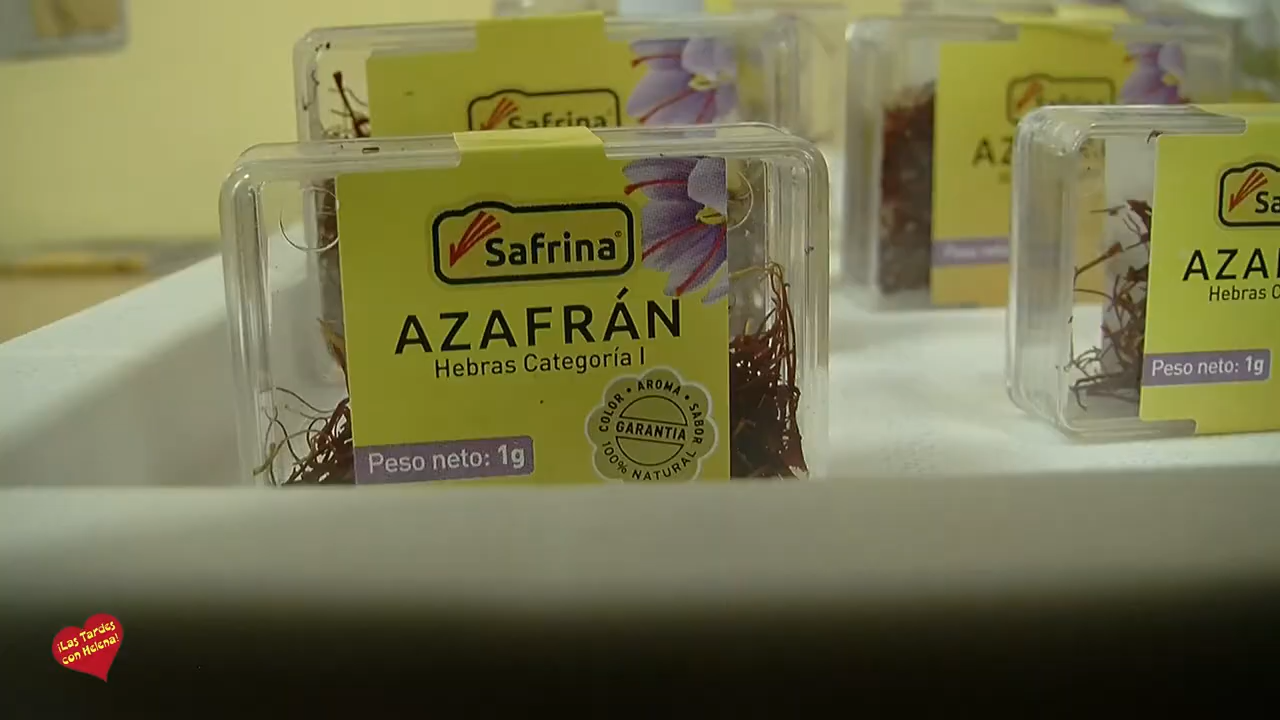 Safrina
Safrina®
AZAFRÁN
Hebras Categoría I
COLOR • AROMA • SABOR
GARANTIA
100% NATURAL
Peso neto: 1g
AZ
Sa
AZA
Hebras C
Peso neto: 1g
¡Las Tardes
con Helena!